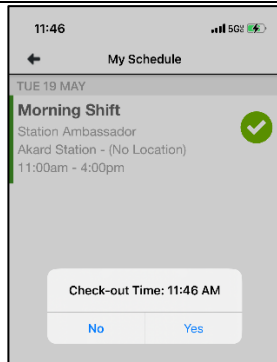 11:46
5G
My Schedule
TUE 19 MAY
Morning Shift
Station Ambassador
Akard Station - (No Location)
11:00am - 4:00pm
Check-out Time: 11:46 AM
No Yes